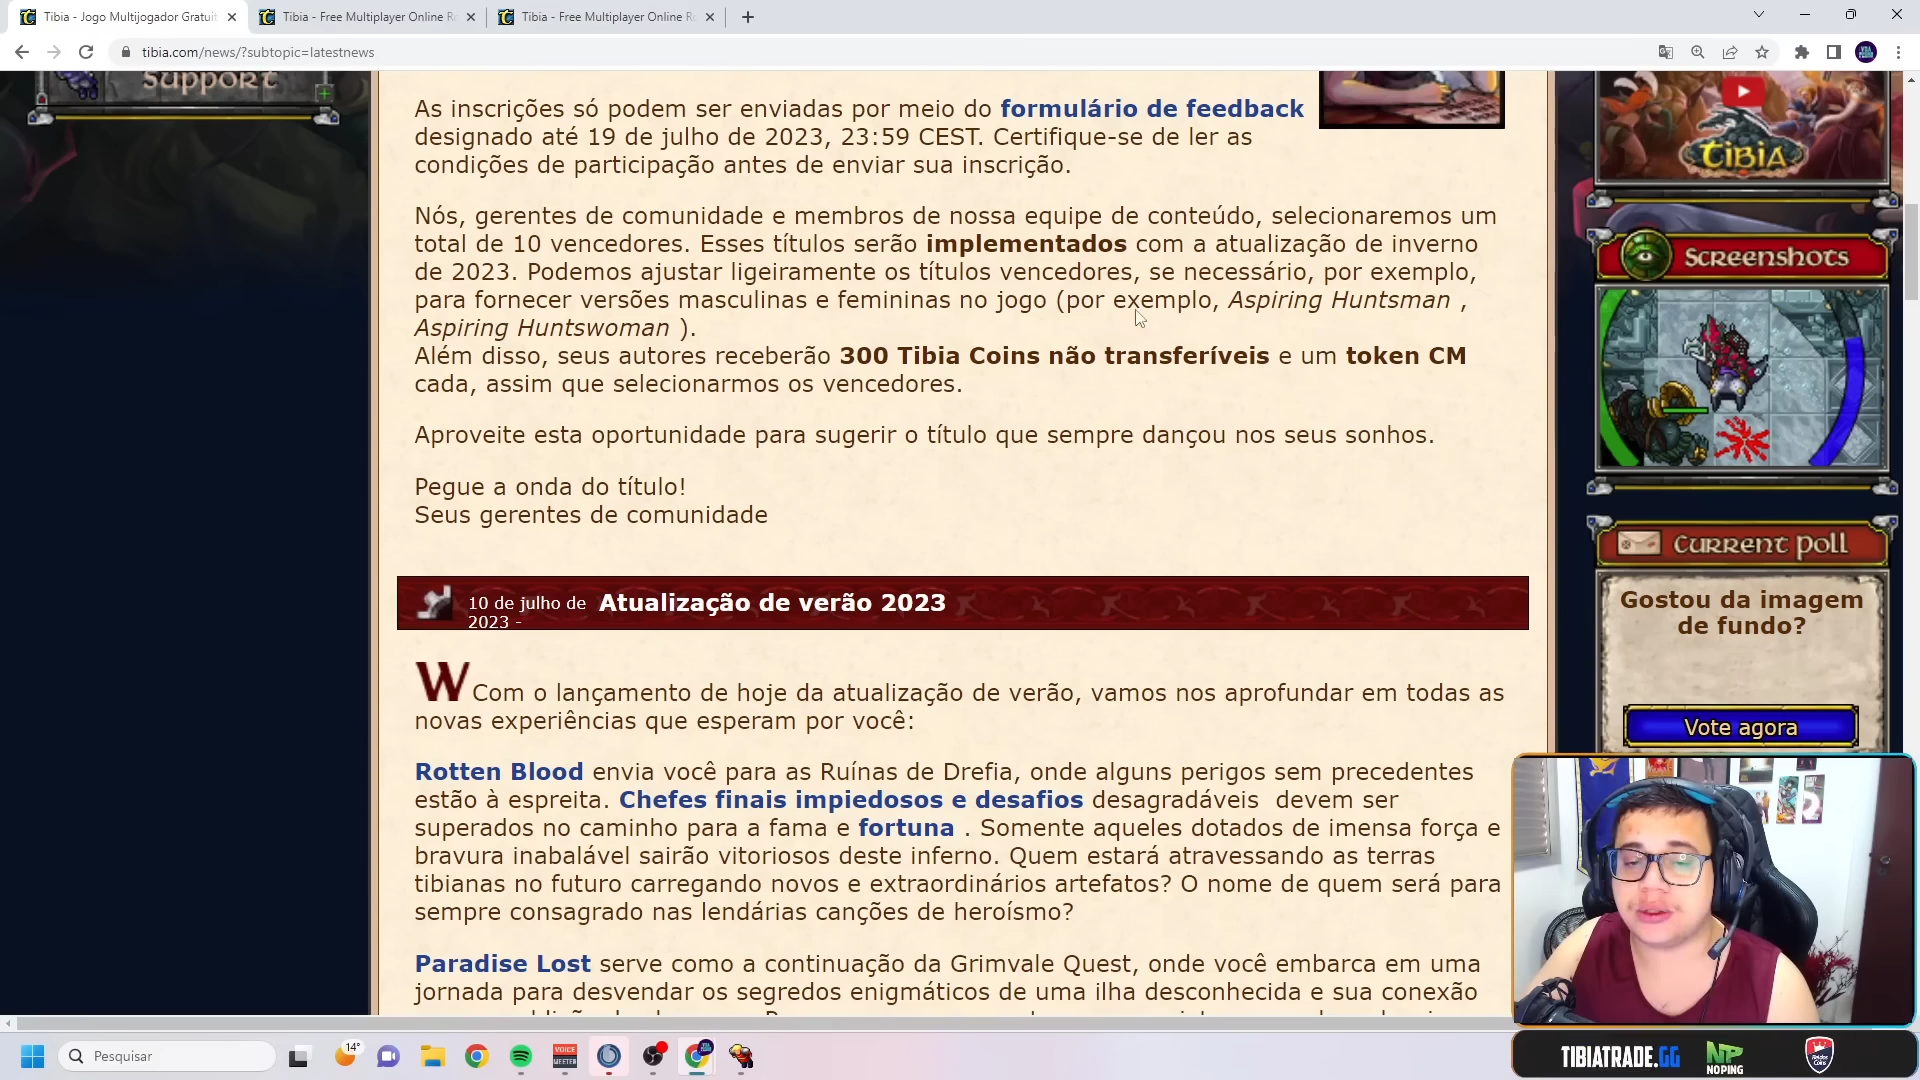 Tibia - Jogo Multijogador Gratuit
Tibia - Free Multiplayer Online Ro
Tibia - Free Multiplayer Online Ro
tibia.com/news/?subtopic=latestnews
Support
As inscrições só podem ser enviadas por meio do formulário de feedback
designado até 19 de julho de 2023, 23:59 CEST. Certifique-se de ler as
condições de participação antes de enviar sua inscrição.
Nós, gerentes de comunidade e membros de nossa equipe de conteúdo, selecionaremos um
total de 10 vencedores. Esses títulos serão implementados com a atualização de inverno
de 2023. Podemos ajustar ligeiramente os títulos vencedores, se necessário, por exemplo,
para fornecer versões masculinas e femininas no jogo (por exemplo, Aspiring Huntsman ,
Aspiring Huntswoman ).
Além disso, seus autores receberão 300 Tibia Coins não transferíveis e um token CM
cada, assim que selecionarmos os vencedores.
Aproveite esta oportunidade para sugerir o título que sempre dançou nos seus sonhos.
Pegue a onda do título!
Seus gerentes de comunidade
10 de julho de
2023 -
Atualização de verão 2023
W Com o lançamento de hoje da atualização de verão, vamos nos aprofundar em todas as
novas experiências que esperam por você:
Rotten Blood envia você para as Ruínas de Drefia, onde alguns perigos sem precedentes
estão à espreita. Chefes finais impiedosos e desafios desagradáveis devem ser
superados no caminho para a fama e fortuna . Somente aqueles dotados de imensa força e
bravura inabalável sairão vitoriosos deste inferno. Quem estará atravessando as terras
tibianas no futuro carregando novos e extraordinários artefatos? O nome de quem será para
sempre consagrado nas lendárias canções de heroísmo?
Paradise Lost serve como a continuação da Grimvale Quest, onde você embarca em uma
jornada para desvendar os segredos enigmáticos de uma ilha desconhecida e sua conexão
TIBIA
Screenshots
Current Poll
Gostou da imagem
de fundo?
Vote agora
Pesquisar
14°
VOICE
MEETER
TIBIATRADE.GG
NP
NOPING